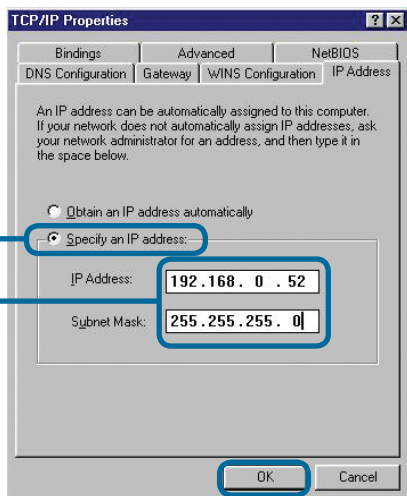 TCP/IP Properties
Bindings Advanced NetBIOS
DNS Configuration Gateway WINS Configuration IP Address
An IP address can be automatically assigned to this computer.
If your network does not automatically assign IP addresses, ask
your network administrator for an address, and then type it in
the space below.
Obtain an IP address automatically
Specify an IP address:
IP Address: 192.168. 0 .52
Subnet Mask: 255.255.255. 0
OK Cancel